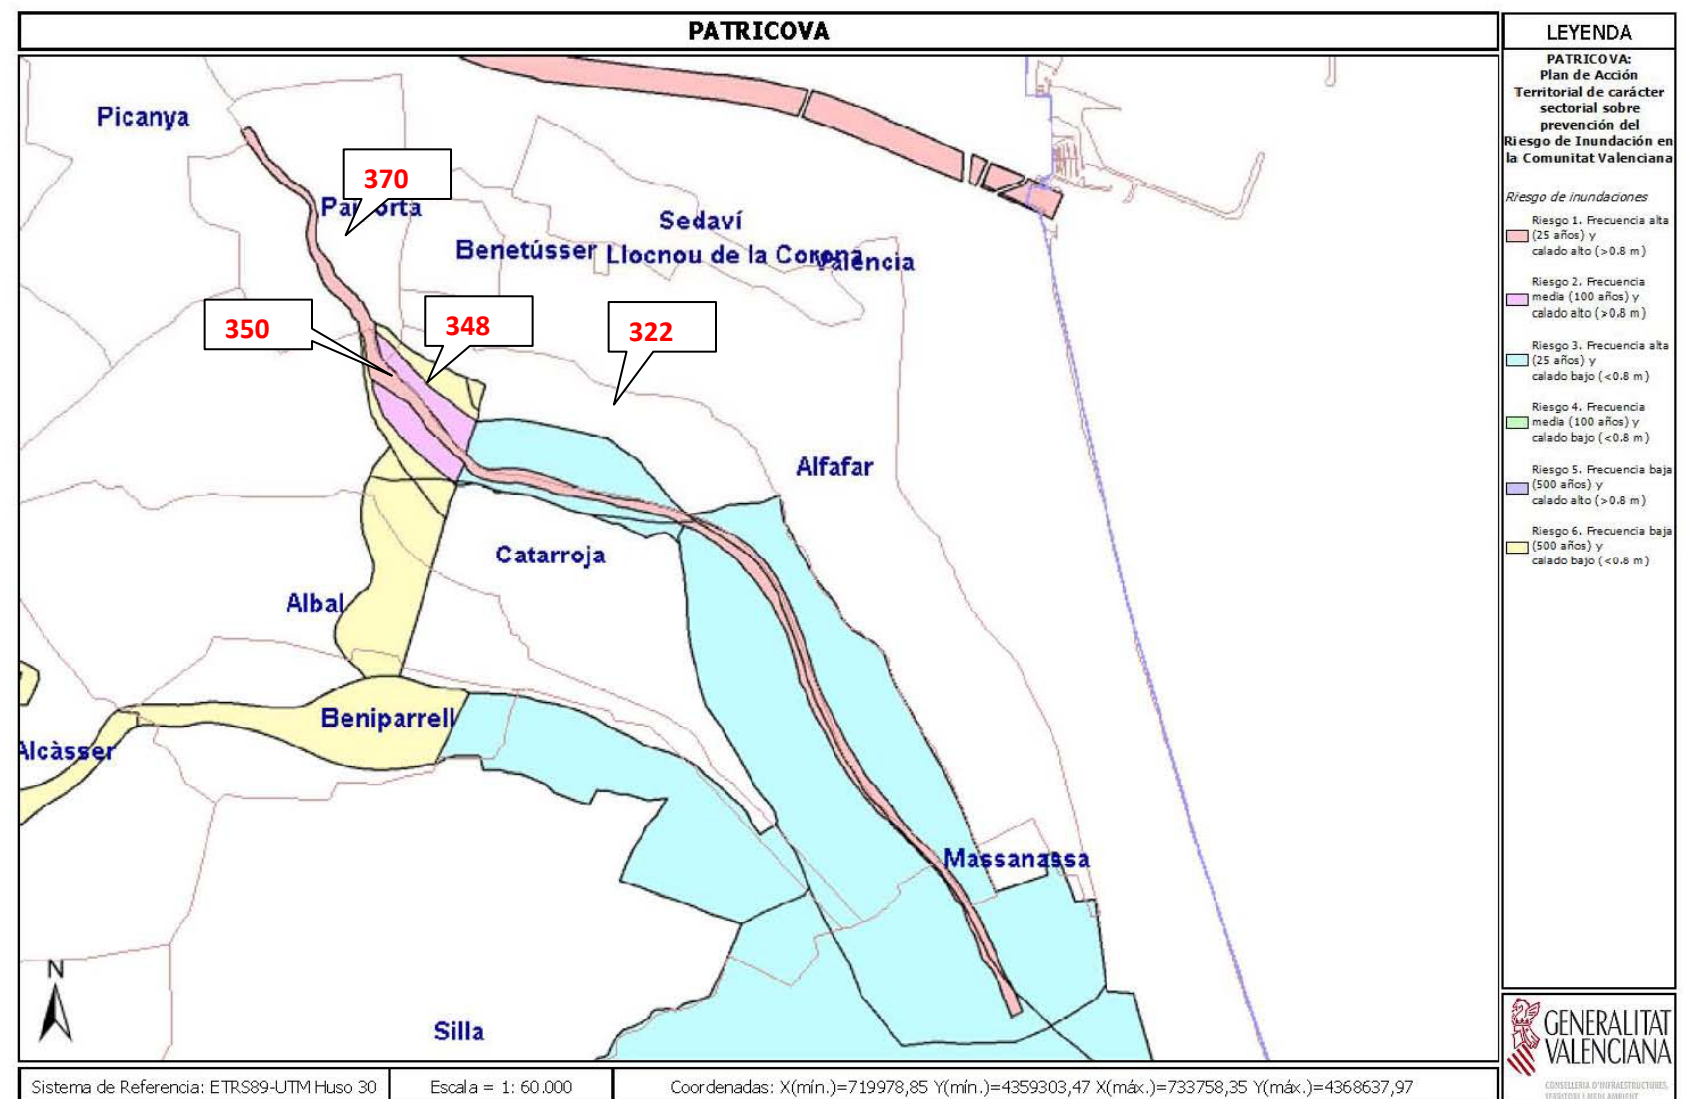 PATRICOVA
LEYENDA
PATRICOVA:
Plan de Acción
Territorial de carácter
sectorial sobre
prevención del
Riesgo de Inundación en
la Comunitat Valenciana
Riesgo de inundaciones
Riesgo 1. Frecuencia alta
(25 años) y
calado alto (>0.8 m)
Riesgo 2. Frecuencia
media (100 años) y
calado alto (>0.8 m)
Riesgo 3. Frecuencia alta
(25 años) y
calado bajo (<0.8 m)
Riesgo 4. Frecuencia
media (100 años) y
calado bajo (<0.8 m)
Riesgo 5. Frecuencia baja
(500 años) y
calado alto (>0.8 m)
Riesgo 6. Frecuencia baja
(500 años) y
calado bajo (<0.8 m)
Picanya
370
Sedaví
Benetússer
Llocnou de la Corona
València
350
348
322
Alfafar
Catarroja
Albal
Beniparrell
Alcàsser
Massanassa
N
Silla
GENERALITAT
VALENCIANA
CONSELLERIA D'INFRAESTRUCTURES,
TERRITORI I MEDI AMBIENT
Sistema de Referencia: ETRS89-UTM Huso 30
Escala = 1: 60.000
Coordenadas: X(mín.)=719978,85 Y(mín.)=4359303,47 X(máx.)=733758,35 Y(máx.)=4368637,97